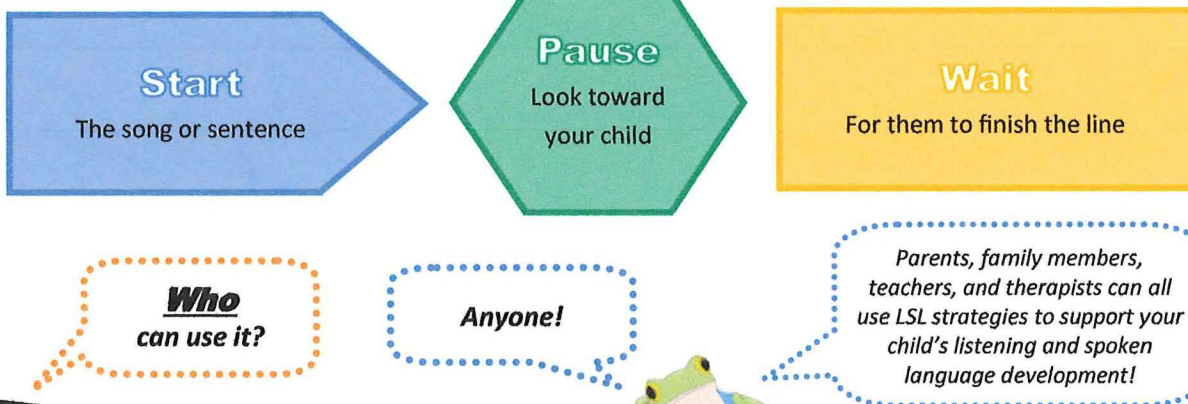 Start
The song or sentence
Pause
Look toward
your child
Wait
For them to finish the line
Who
can use it?
Anyone!
Parents, family members,
teachers, and therapists can all
use LSL strategies to support your
child's listening and spoken
language development!